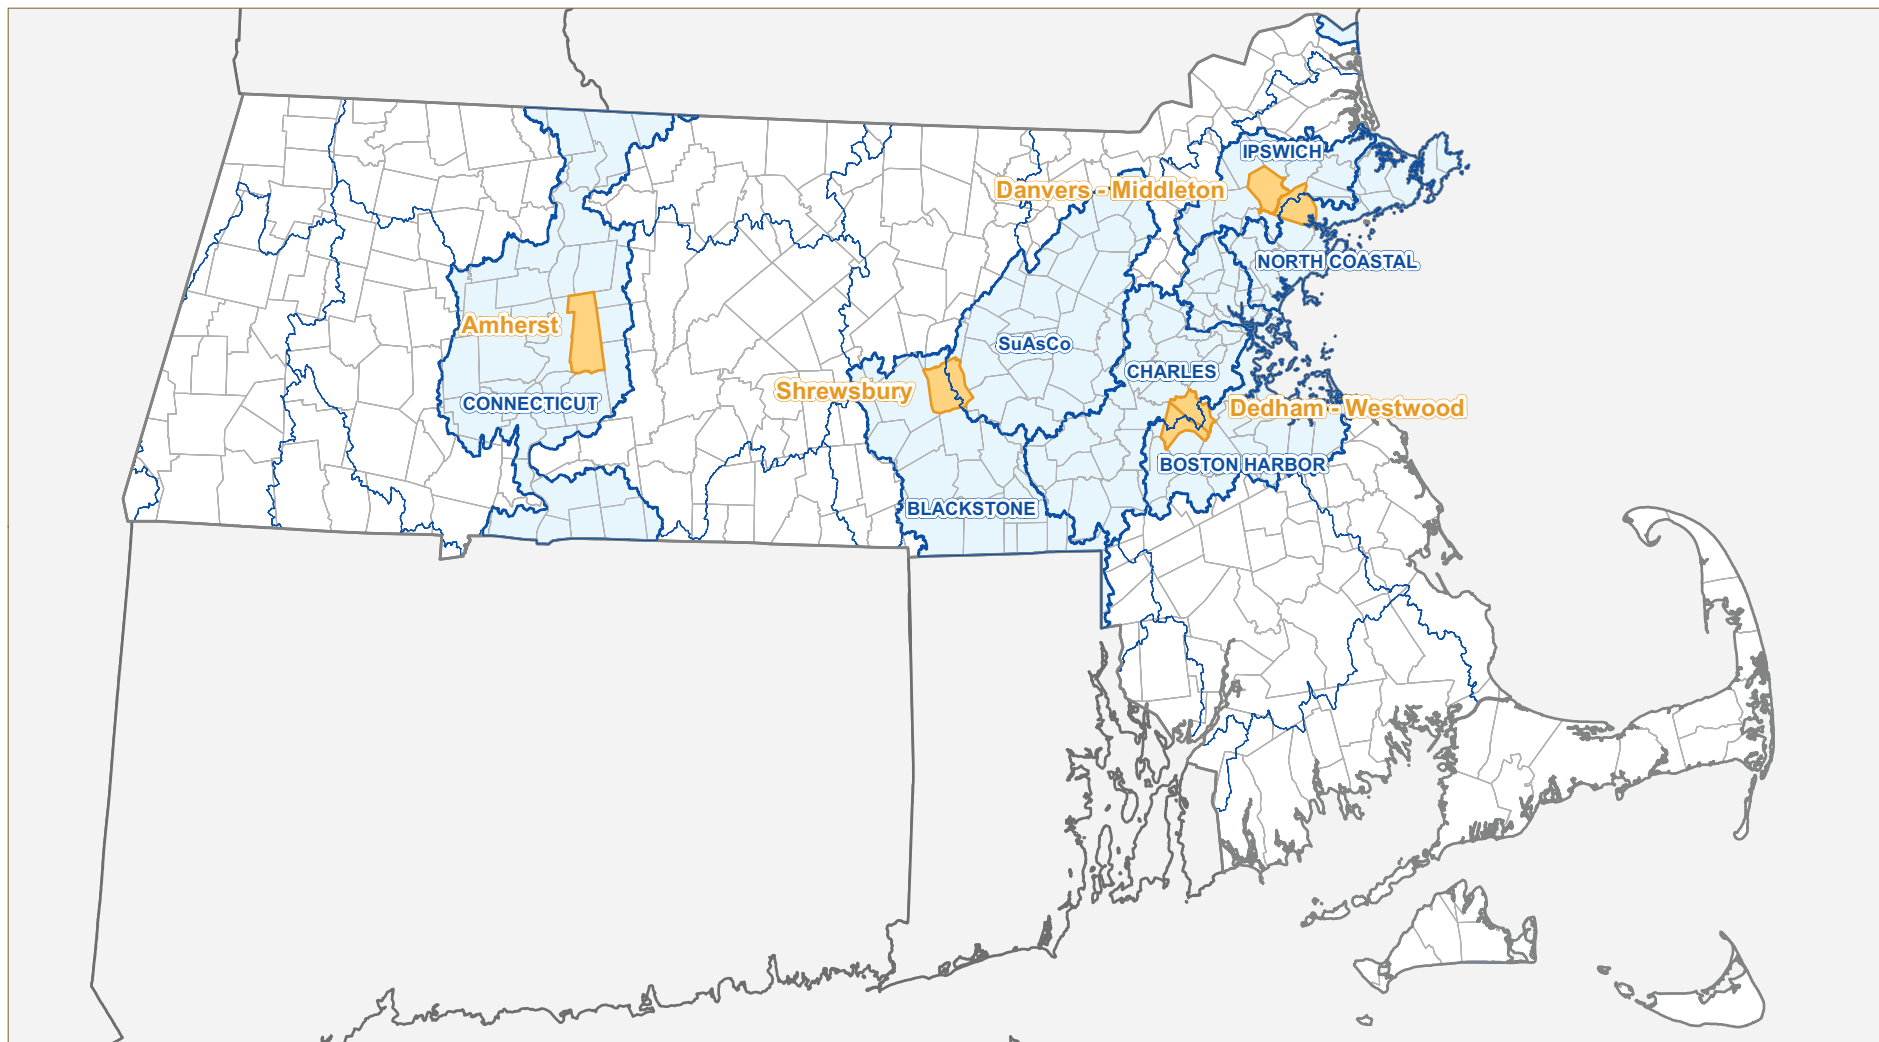 IPSWICH
Danvers - Middleton
NORTH COASTAL
Amherst
SuAsCo
CHARLES
Shrewsbury
CONNECTICUT
Dedham - Westwood
BOSTON HARBOR
BLACKSTONE